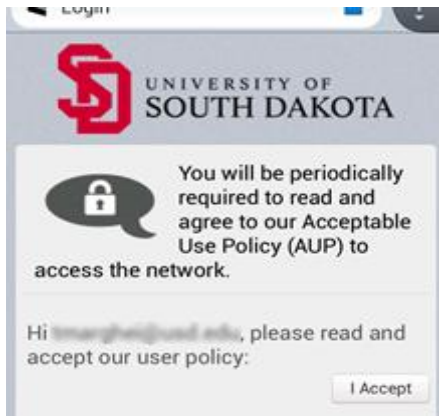 Login
UNIVERSITY OF
SOUTH DAKOTA
You will be periodically
required to read and
agree to our Acceptable
Use Policy (AUP) to
access the network.
Hi , please read and
accept our user policy:
I Accept